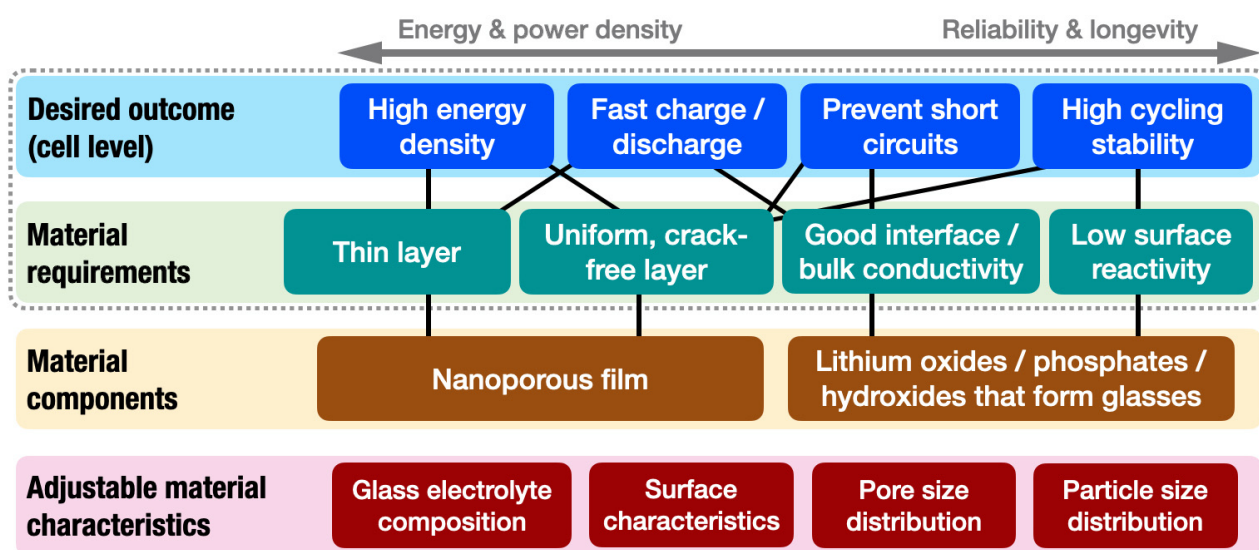 Energy & power density
Reliability & longevity
Desired outcome
(cell level)
High energy
density
Fast charge /
discharge
Prevent short
circuits
High cycling
stability
Material
requirements
Thin layer
Uniform, crack-
free layer
Good interface /
bulk conductivity
Low surface
reactivity
Material
components
Nanoporous film
Lithium oxides / phosphates /
hydroxides that form glasses
Adjustable material
characteristics
Glass electrolyte
composition
Surface
characteristics
Pore size
distribution
Particle size
distribution